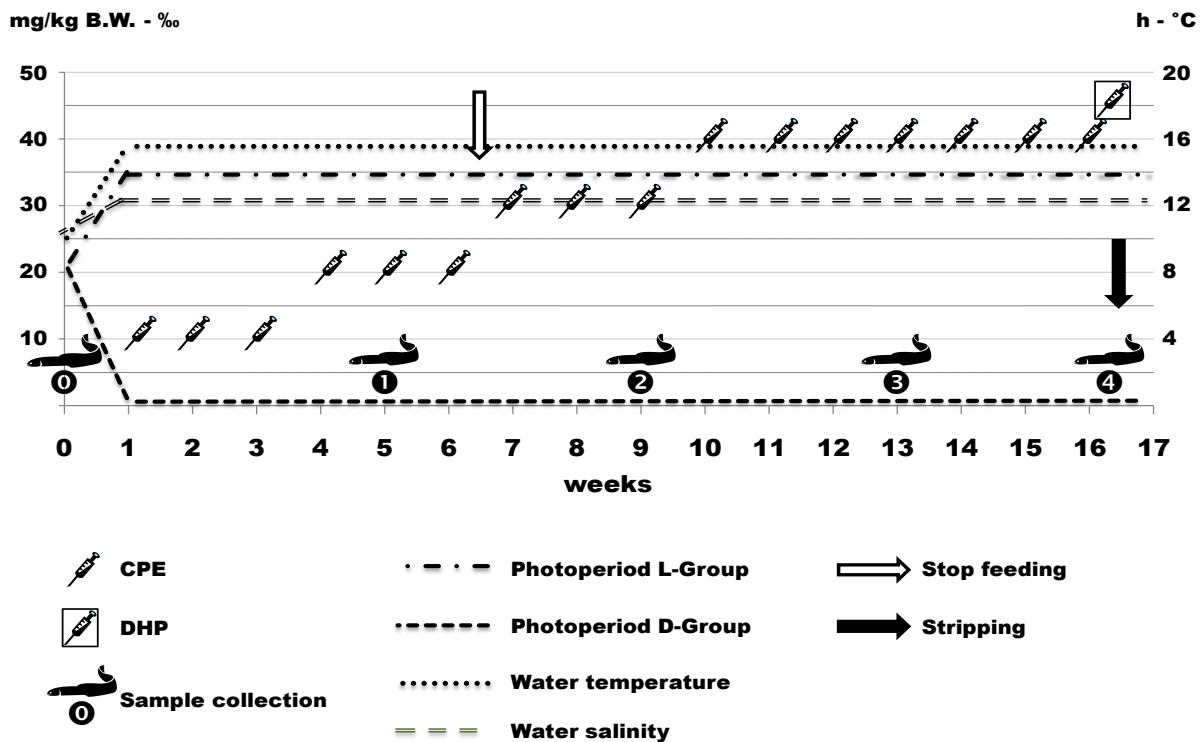 mg/kg B.W. - ‰ h - °C
50 20
40 16
30 12
20 8
10 4
0 1 2 3 4
0 1 2 3 4 5 6 7 8 9 10 11 12 13 14 15 16 17
weeks
CPE Photoperiod L-Group Stop feeding
DHP Photoperiod D-Group Stripping
Water temperature
0 Sample collection
Water salinity